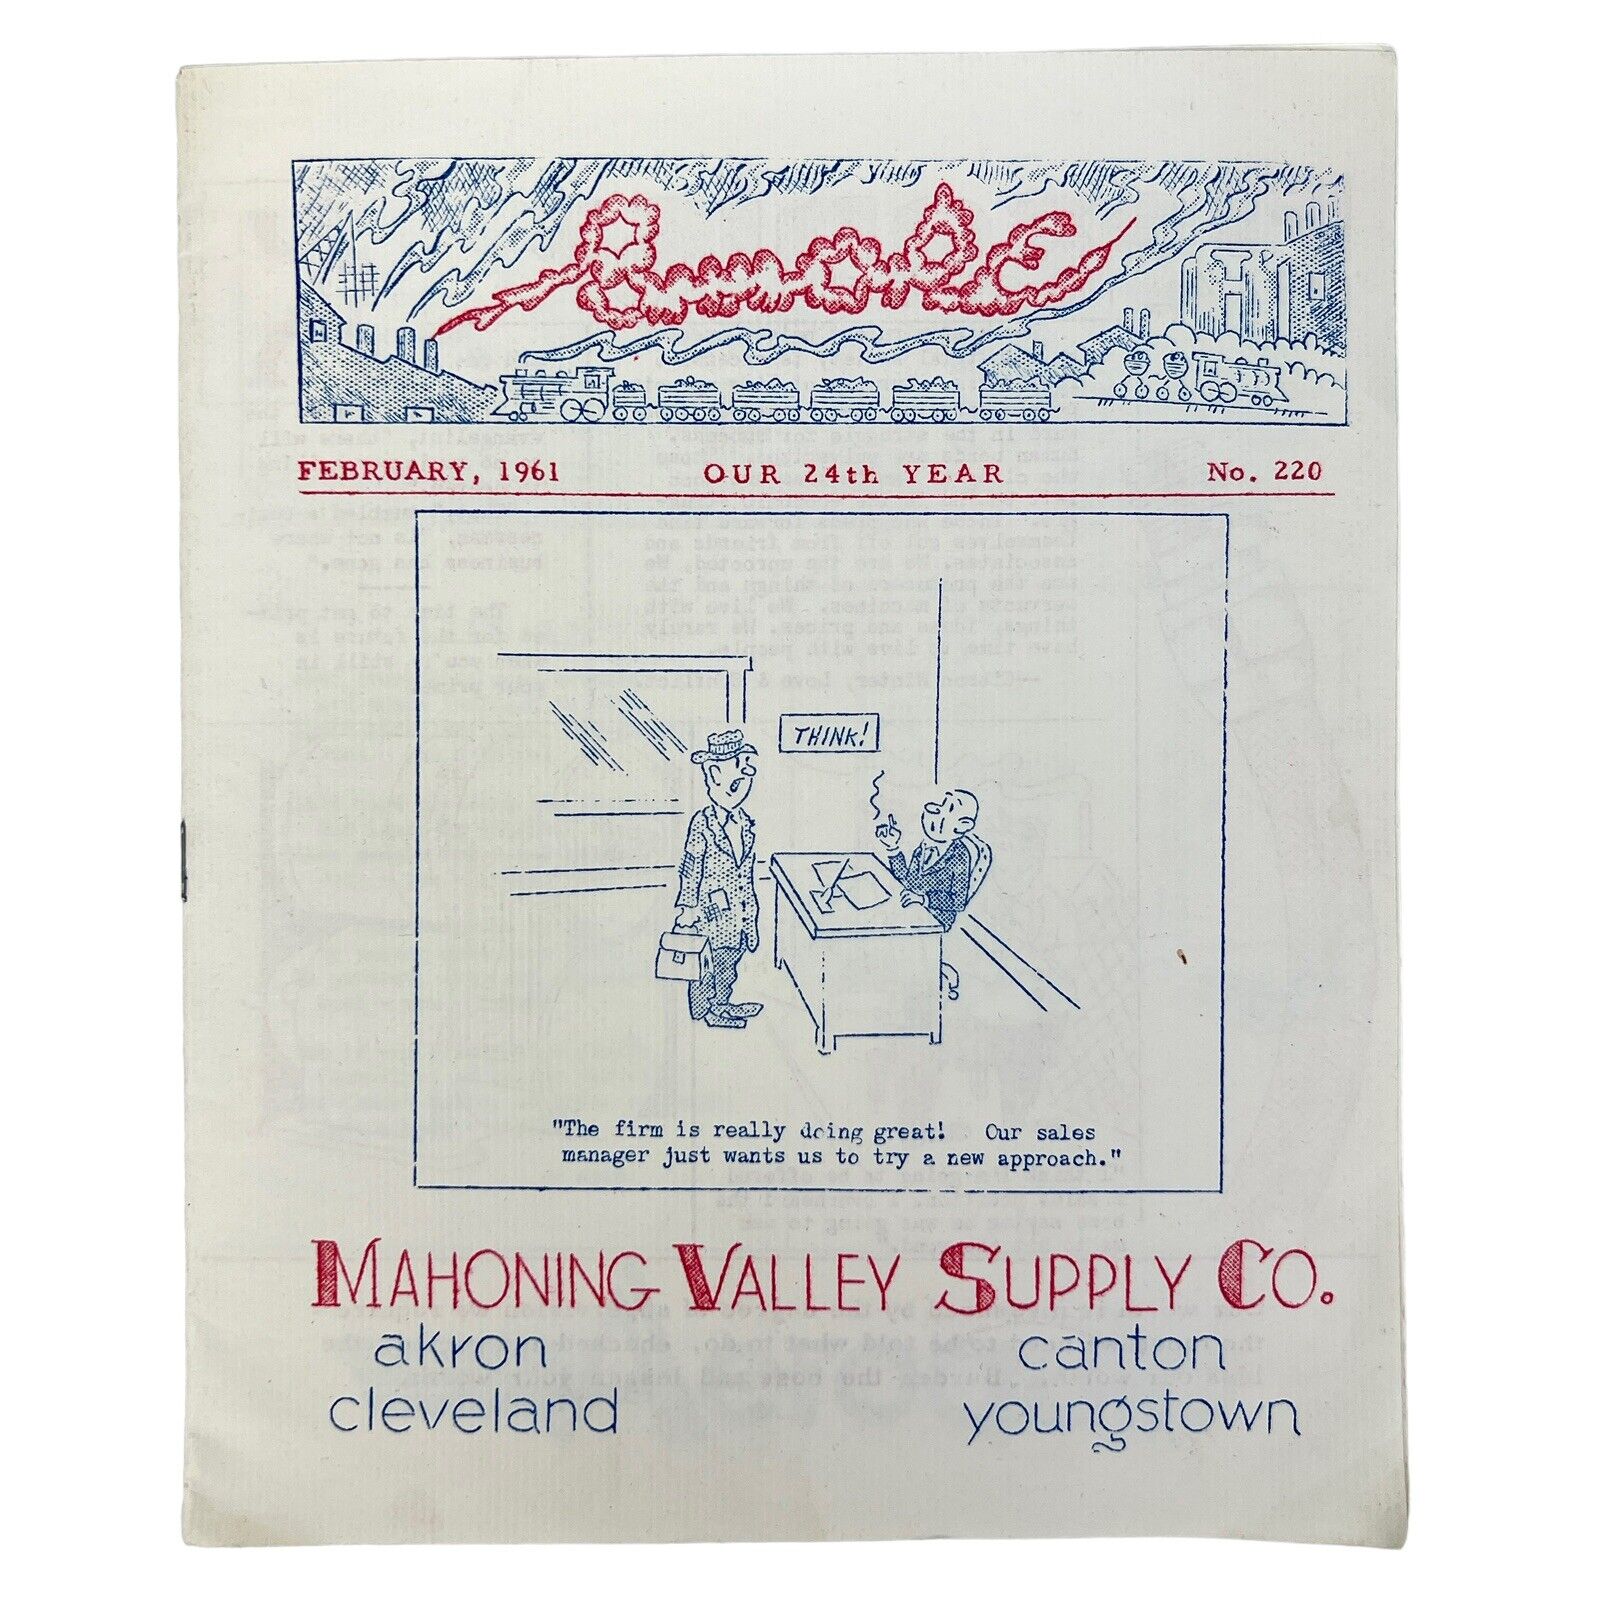 SmoKE
FEBRUARY, 1961 OUR 24th YEAR No. 220
THINK!
"The firm is really doing great! Our sales
manager just wants us to try a new approach."
MAHONING VALLEY SUPPLY CO.
akron canton
cleveland youngstown